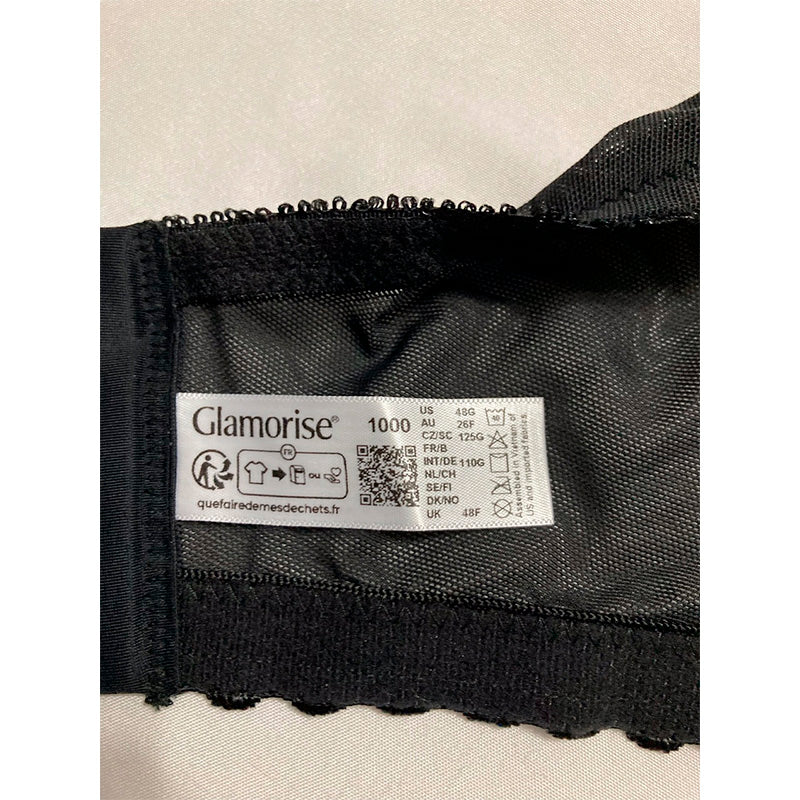 Glamorise®
1000
FR
OU
quefairedemesdechets.fr
US 48G
AU 26F
CZ/SC 125G
FR/B
INT/DE 110G
NL/CH
SE/FI
DK/NO
UK 48F
40
Assembled in Vietnam of
US and imported fabrics.